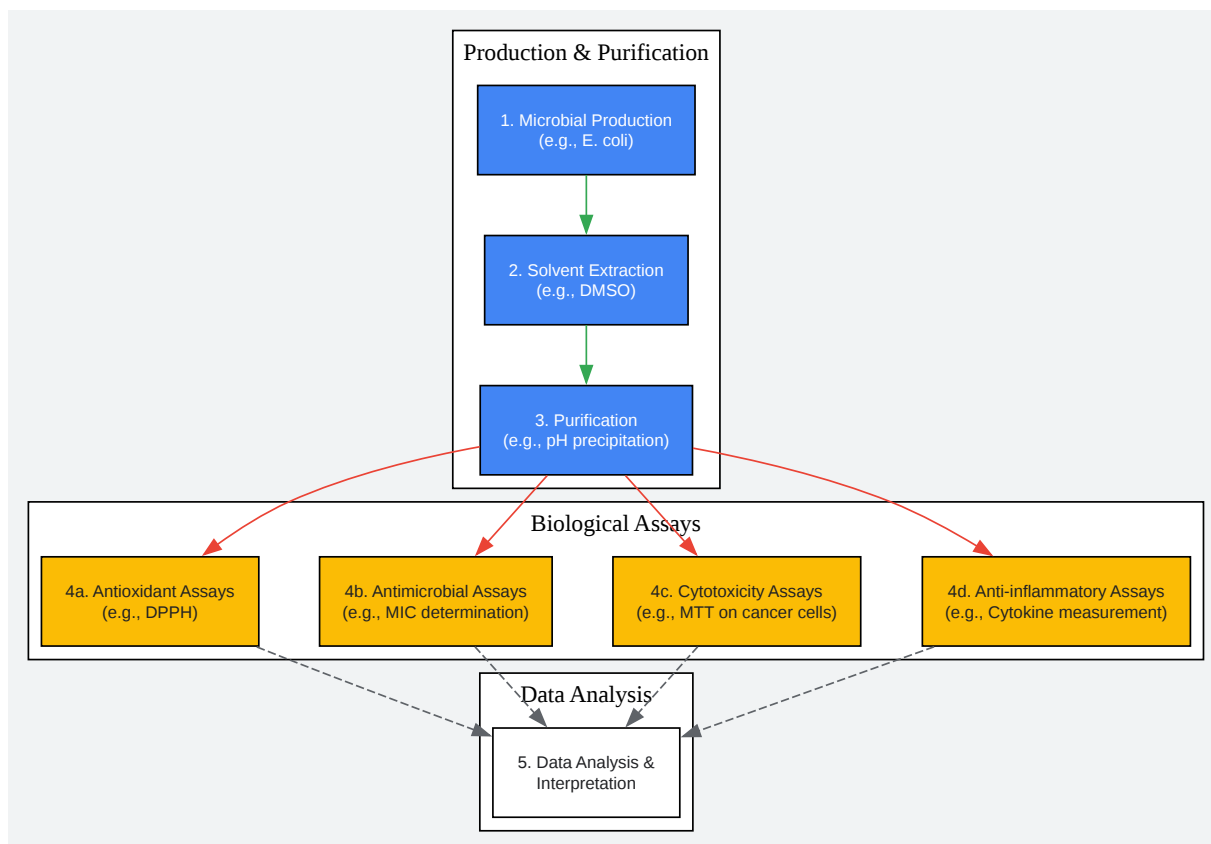 Production & Purification
1. Microbial Production
(e.g., E. coli)
2. Solvent Extraction
(e.g., DMSO)
3. Purification
(e.g., pH precipitation)
Biological Assays
4a. Antioxidant Assays
(e.g., DPPH)
4b. Antimicrobial Assays
(e.g., MIC determination)
4c. Cytotoxicity Assays
(e.g., MTT on cancer cells)
4d. Anti-inflammatory Assays
(e.g., Cytokine measurement)
Data Analysis
5. Data Analysis &
Interpretation